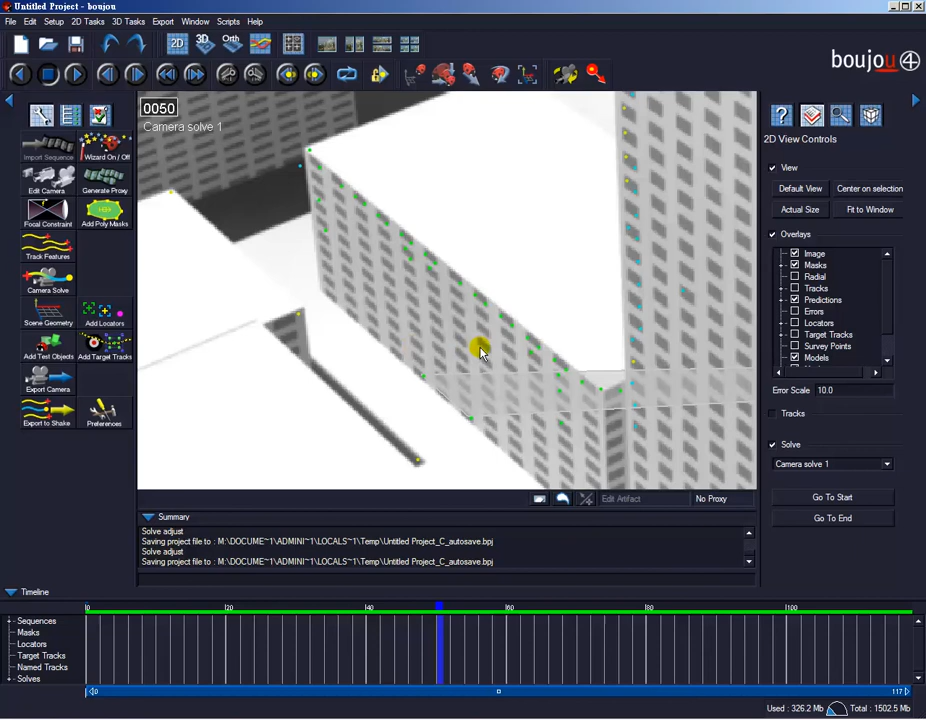 Untitled Project - boujou
File Edit Setup 2D Tasks 3D Tasks Export Window Scripts Help
2D 3D Orth
boujou 4
0050
Camera solve 1
Import Sequence Wizard On / Off
Edit Camera Generate Proxy
Focal Constraint Add Poly Masks
Track Features
Camera Solve
Scene Geometry Add Locators
Add Test Objects Add Target Tracks
Export Camera
Export to Shake Preferences
2D View Controls
View
Default View Center on selection
Actual Size Fit to Window
Overlays
Image
Masks
Radial
Tracks
Predictions
Errors
Locators
Target Tracks
Survey Points
Models
Error Scale 10.0
Tracks
Solve
Camera solve 1
Go To Start
Go To End
Edit Artifact No Proxy
Summary
Solve adjust
Saving project file to : M:\DOCUME~1\ADMINI~1\LOCALS~1\Temp\Untitled Project_C_autosave.bpj
Solve adjust
Saving project file to : M:\DOCUME~1\ADMINI~1\LOCALS~1\Temp\Untitled Project_C_autosave.bpj
Timeline
0 20 40 60 80 100
Sequences
Masks
Locators
Target Tracks
Named Tracks
Solves
0 117
Used : 326.2 Mb Total : 1502.5 Mb